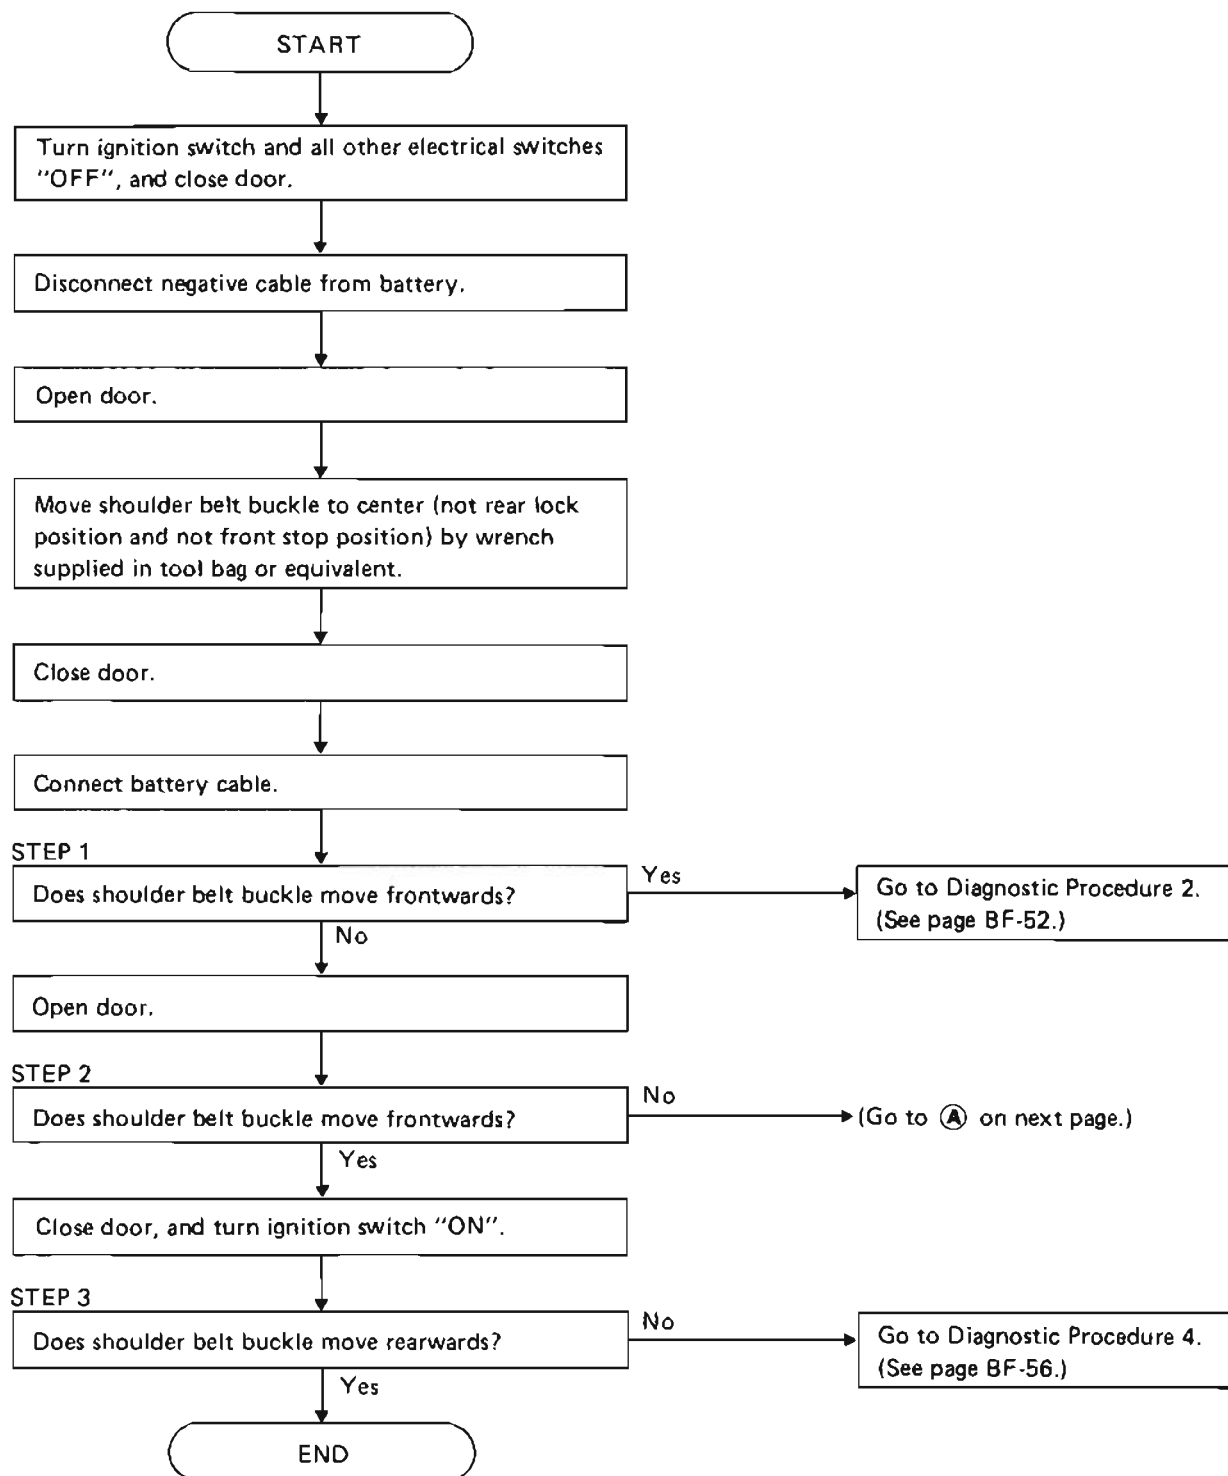 START
Turn ignition switch and all other electrical switches
"OFF", and close door.
Disconnect negative cable from battery.
Open door.
Move shoulder belt buckle to center (not rear lock
position and not front stop position) by wrench
supplied in tool bag or equivalent.
Close door.
Connect battery cable.
STEP 1
Does shoulder belt buckle move frontwards?
Yes
Go to Diagnostic Procedure 2.
(See page BF-52.)
No
Open door.
STEP 2
Does shoulder belt buckle move frontwards?
No
(Go to Ⓐ on next page.)
Yes
Close door, and turn ignition switch "ON".
STEP 3
Does shoulder belt buckle move rearwards?
No
Go to Diagnostic Procedure 4.
(See page BF-56.)
Yes
END